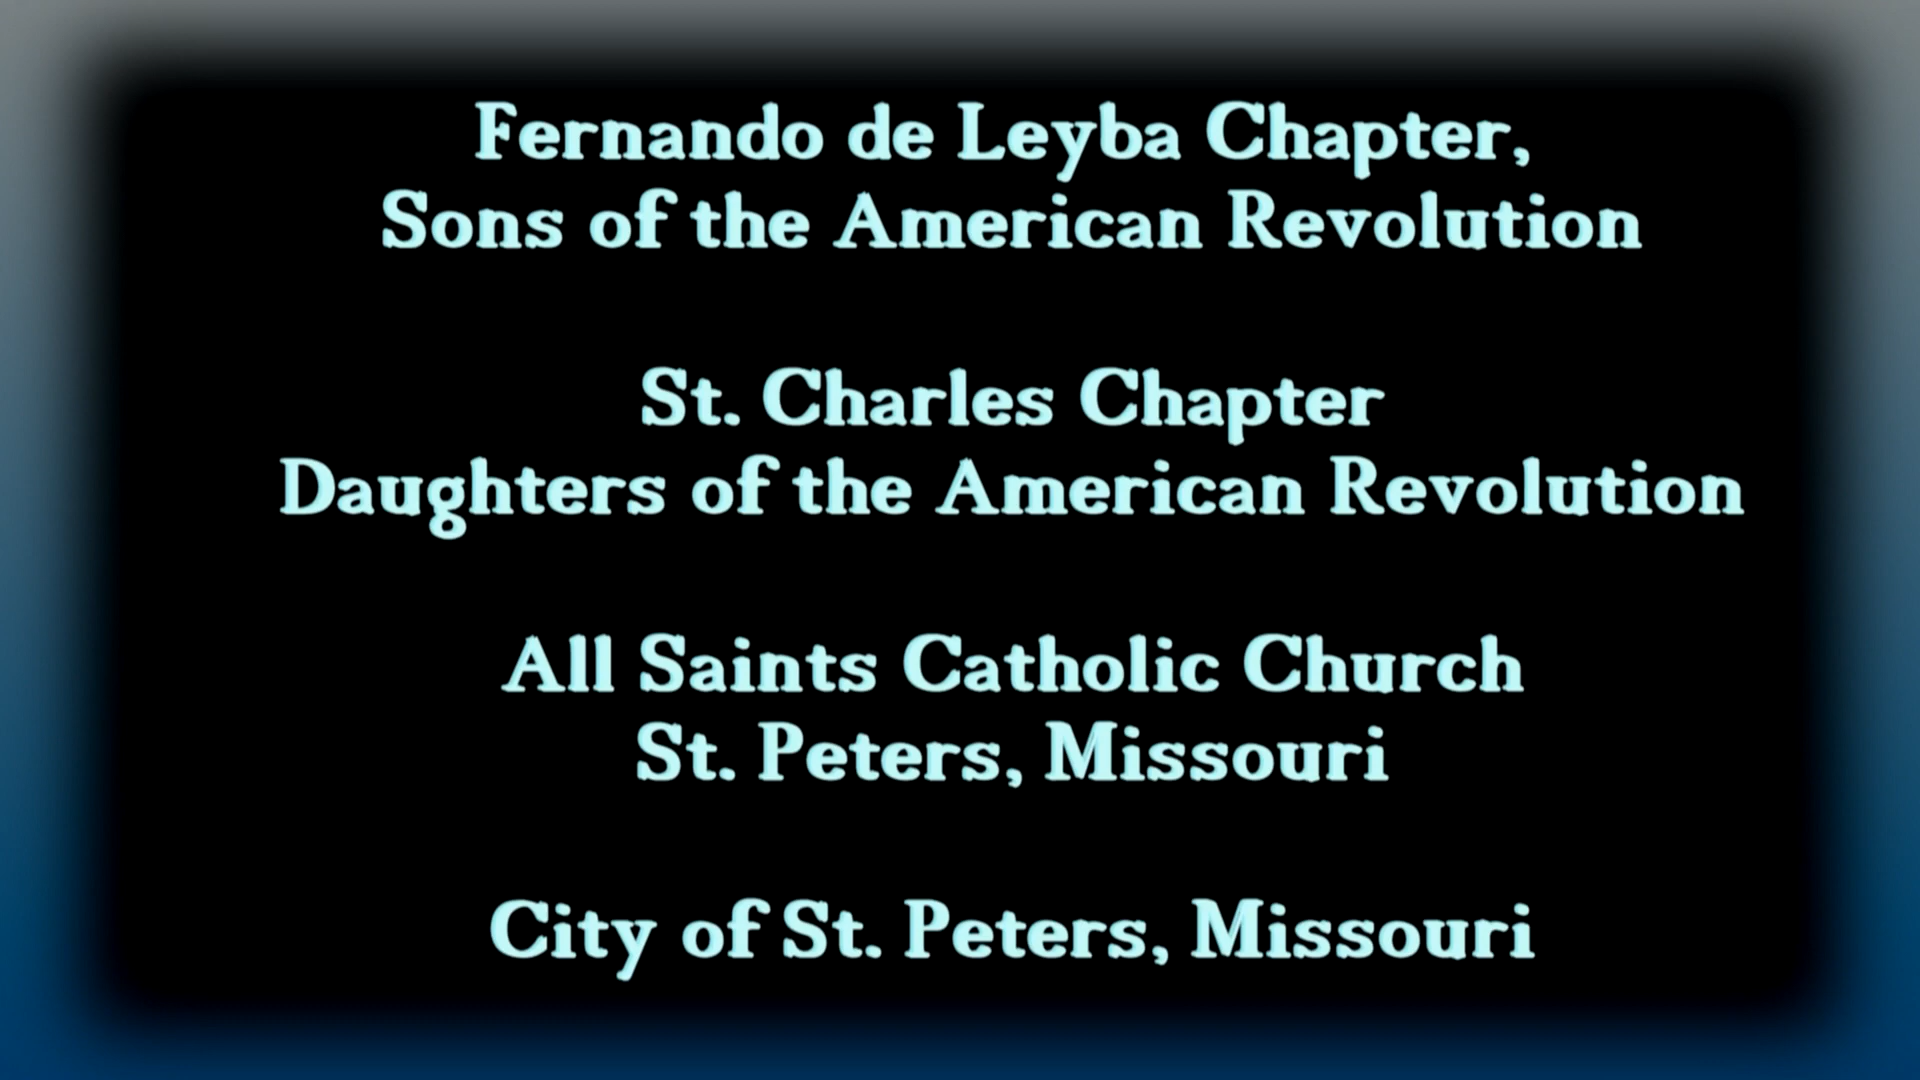 Fernando de Leyba Chapter,
Sons of the American Revolution
St. Charles Chapter
Daughters of the American Revolution
All Saints Catholic Church
St. Peters, Missouri
City of St. Peters, Missouri